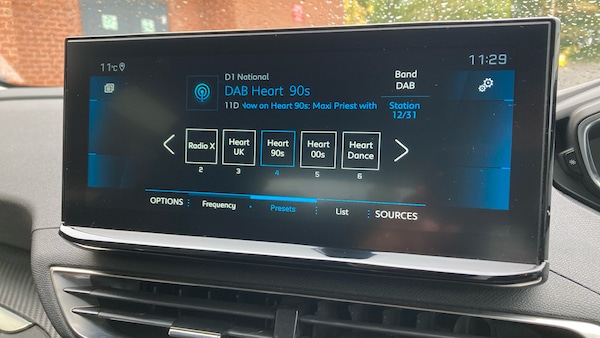 11°C
11:29
D1 National
DAB Heart 90s
11D Now on Heart 90s: Maxi Priest with
Band
DAB
Station
12/31
Radio X
2
Heart
UK
3
Heart
90s
4
Heart
00s
5
Heart
Dance
6
OPTIONS
Frequency
Presets
List
SOURCES